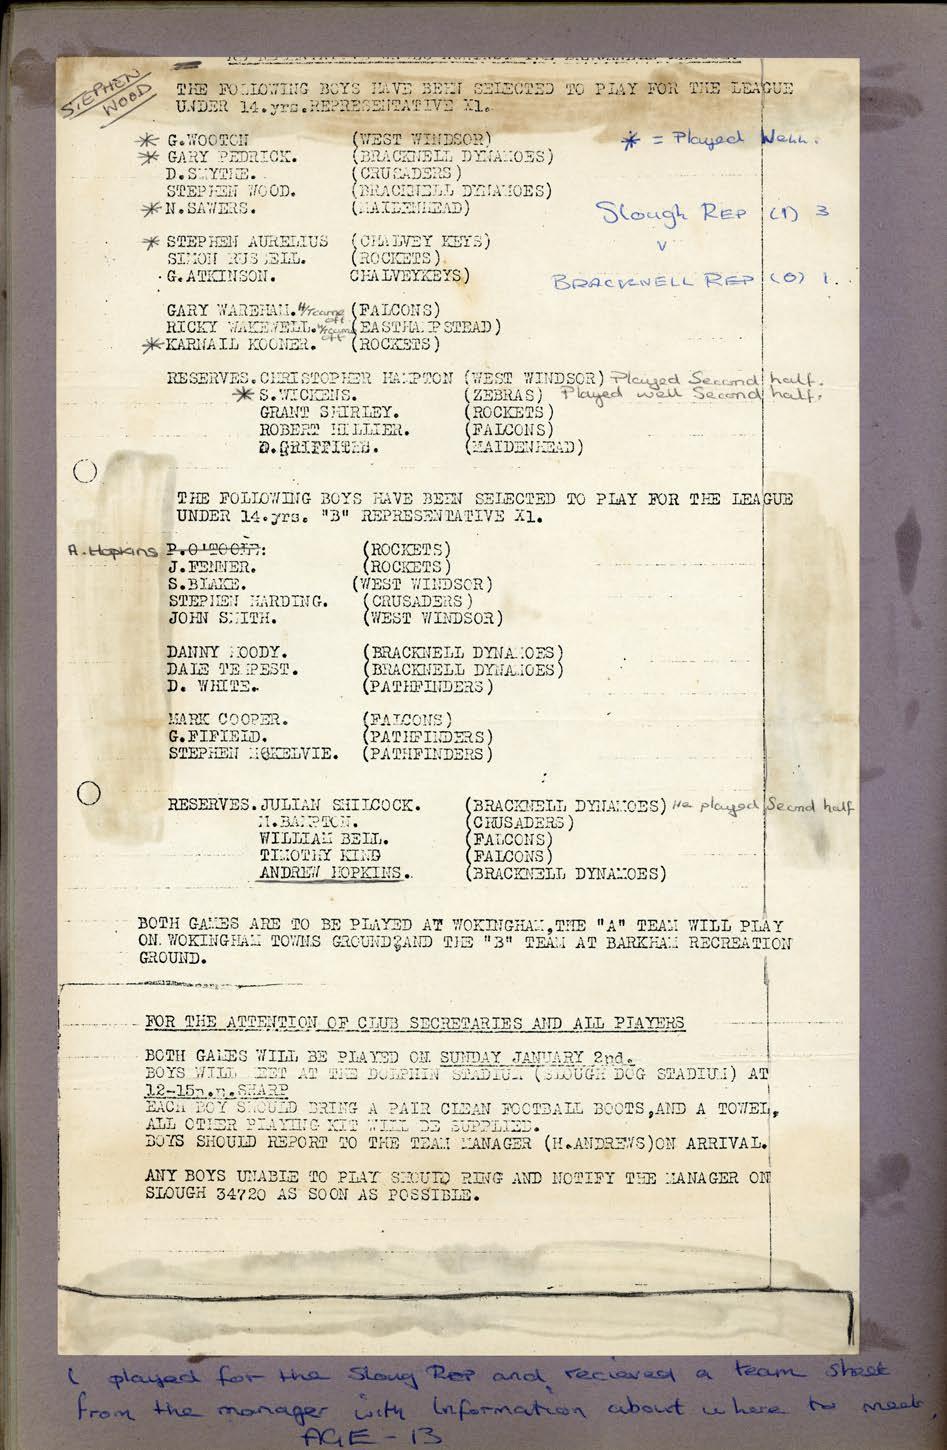 STEPHEN WOOD
THE FOLLOWING BOYS HAVE BEEN SELECTED TO PLAY FOR THE LEAGUE
UNDER 14.yrs.REPRESENTATIVE X1.
* G.WOOTON (WEST WINDSOR) * = Played Well.
* GARY PEDRICK. (BRACKNELL DYNAMOES)
D.SMYTHE. (CRUSADERS)
STEPHEN WOOD. (BRACKNELL DYNAMOES)
* N.SAWERS. (MAIDENHEAD)
Slough REP (1) 3
* STEPHEN AURELIUS (CHALVEY KEYS)
v
SIMON RUSSELL. (ROCKETS)
G.ATKINSON. CHALVEYKEYS)
BRACKNELL REP (0) 1.
GARY WAREHAM. H/Tcame off (FALCONS)
RICKY WAKEWELL. H/Tcame off (EASTHAMPSTEAD)
* KARNAIL KOONER. (ROCKETS)
RESERVES.CHRISTOPHER HAMPTON (WEST WINDSOR) Played Second half.
* S.WICKENS. (ZEBRAS) Played well Second half.
GRANT SHIRLEY. (ROCKETS)
ROBERT HILLIER. (FALCONS)
D.GRIFFITHS. (MAIDENHEAD)
THE FOLLOWING BOYS HAVE BEEN SELECTED TO PLAY FOR THE LEAGUE
UNDER 14.yrs. "B" REPRESENTATIVE X1.
A.Hopkins P.O'TOOLE: (ROCKETS)
J.FENNER. (ROCKETS)
S.BLAKE. (WEST WINDSOR)
STEPHEN HARDING. (CRUSADERS)
JOHN SMITH. (WEST WINDSOR)
DANNY MOODY. (BRACKNELL DYNAMOES)
DALE TEMPEST. (BRACKNELL DYNAMOES)
D. WHITE. (PATHFINDERS)
MARK COOPER. (FALCONS)
G.FIFIELD. (PATHFINDERS)
STEPHEN McKELVIE. (PATHFINDERS)
RESERVES.JULIAN SHILCOCK. (BRACKNELL DYNAMOES) He played Second half
M.BAMPTON. (CRUSADERS)
WILLIAM BELL. (FALCONS)
TIMOTHY KING (FALCONS)
ANDREW HOPKINS. (BRACKNELL DYNAMOES)
BOTH GAMES ARE TO BE PLAYED AT WOKINGHAM,THE "A" TEAM WILL PLAY
ON WOKINGHAM TOWNS GROUND,AND THE "B" TEAM AT BARKHAM RECREATION
GROUND.
FOR THE ATTENTION OF CLUB SECRETARIES AND ALL PLAYERS
BOTH GAMES WILL BE PLAYED ON SUNDAY JANUARY 2nd.
BOYS WILL MEET AT THE DOLPHIN STADIUM (SLOUGH DOG STADIUM) AT
12-15p.m.SHARP
EACH BOY SHOULD BRING A PAIR CLEAN FOOTBALL BOOTS,AND A TOWEL,
ALL OTHER PLAYING KIT WILL BE SUPPLIED.
BOYS SHOULD REPORT TO THE TEAM MANAGER (H.ANDREWS)ON ARRIVAL.
ANY BOYS UNABLE TO PLAY SHOULD RING AND NOTIFY THE MANAGER ON
SLOUGH 34720 AS SOON AS POSSIBLE.
I played for the Sloug REP and recieved a team sheet
from the manager with information about where to meet,
AGE - 13